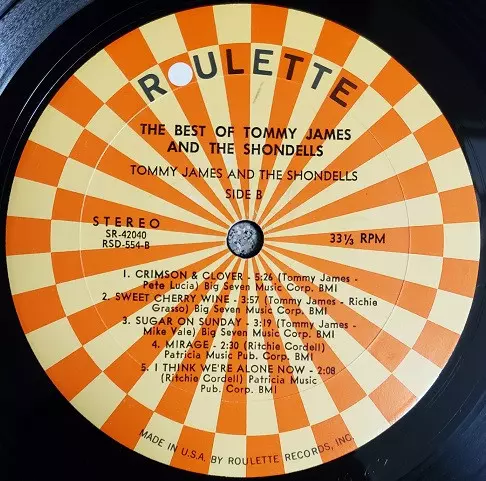 ROULETTE
THE BEST OF TOMMY JAMES
AND THE SHONDELLS
TOMMY JAMES AND THE SHONDELLS
SIDE B
STEREO
SR-42040
RSD-554-B
33⅓ RPM
1. CRIMSON & CLOVER - 5:26 (Tommy James -
Pete Lucia) Big Seven Music Corp. BMI
2. SWEET CHERRY WINE - 3:57 (Tommy James - Richie
Grasso) Big Seven Music Corp. BMI
3. SUGAR ON SUNDAY - 3:19 (Tommy James -
Mike Vale) Big Seven Music Corp. BMI
4. MIRAGE - 2:30 (Ritchie Cordell)
Patricia Music Pub. Corp. BMI
5. I THINK WE'RE ALONE NOW - 2:08
(Ritchie Cordell) Patricia Music
Pub. Corp. BMI
MADE IN U.S.A. BY ROULETTE RECORDS, INC.